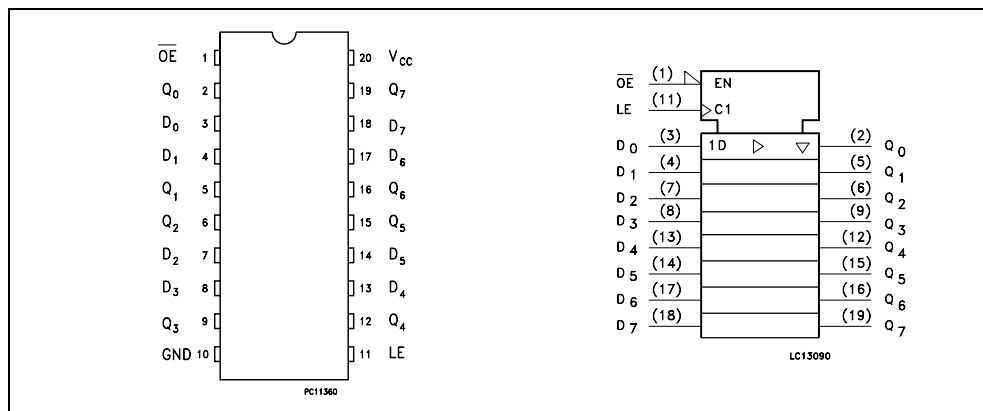 OE 1 20 VCC
Q0 2 19 Q7
D0 3 18 D7
D1 4 17 D6
Q1 5 16 Q6
Q2 6 15 Q5
D2 7 14 D5
D3 8 13 D4
Q3 9 12 Q4
GND 10 11 LE
PC11360
OE (1) EN
LE (11) C1
D0 (3) 1D (2) Q0
D1 (4) (5) Q1
D2 (7) (6) Q2
D3 (8) (9) Q3
D4 (13) (12) Q4
D5 (14) (15) Q5
D6 (17) (16) Q6
D7 (18) (19) Q7
LC13090